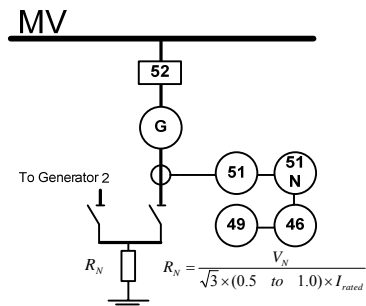 MV
52
G
51
51
N
To Generator 2
49
46
R_N
R_N = V_N / √3×(0.5 to 1.0)×I_rated